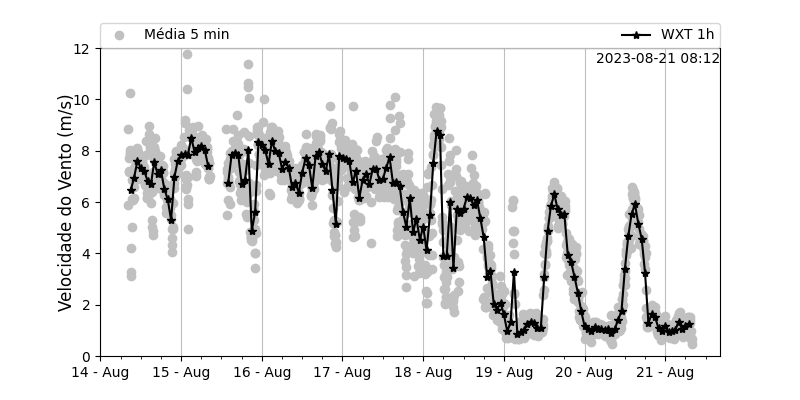 Média 5 min
WXT 1h
2023-08-21 08:12
Velocidade do Vento (m/s)
12
10
8
6
4
2
0
14 - Aug
15 - Aug
16 - Aug
17 - Aug
18 - Aug
19 - Aug
20 - Aug
21 - Aug